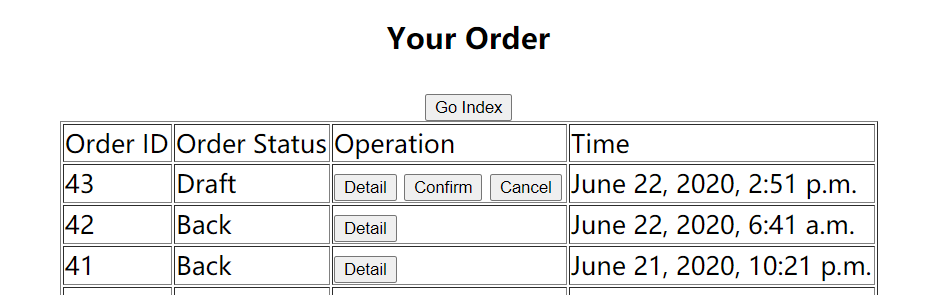 Your Order
Go Index
Order ID Order Status Operation Time
43 Draft Detail Confirm Cancel June 22, 2020, 2:51 p.m.
42 Back Detail June 22, 2020, 6:41 a.m.
41 Back Detail June 21, 2020, 10:21 p.m.